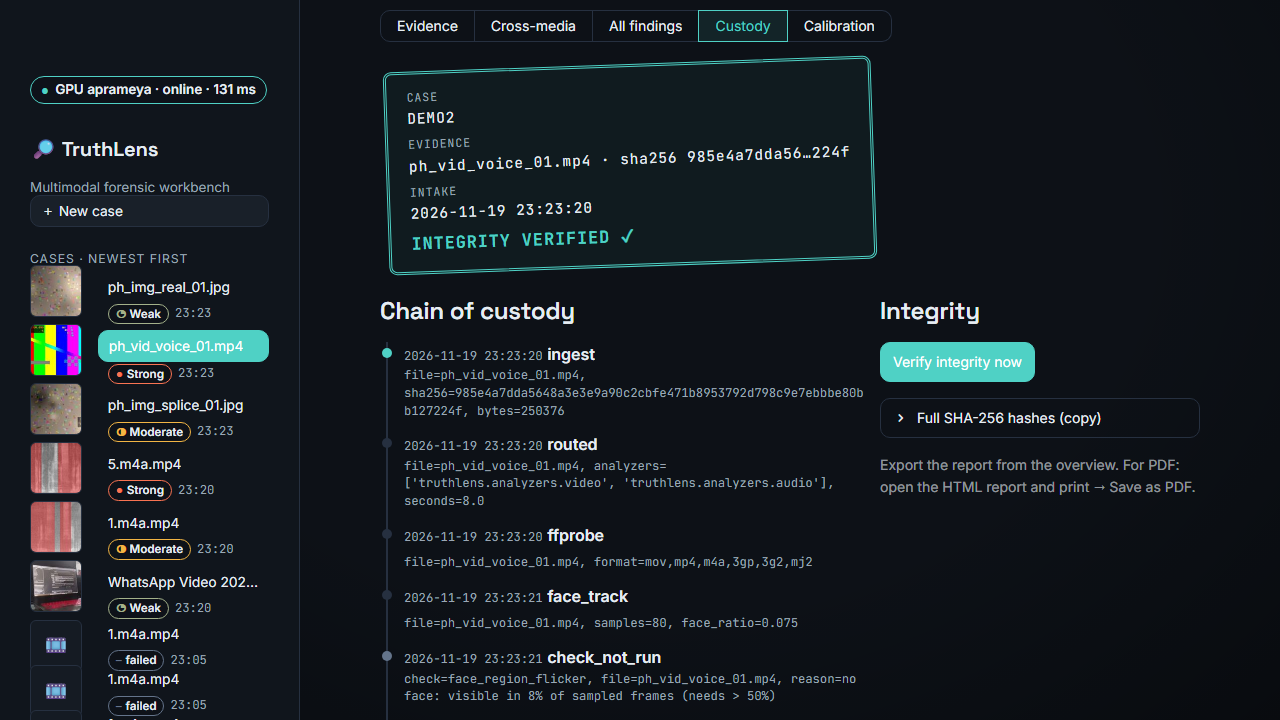 GPU aprameya · online · 131 ms
TruthLens
Multimodal forensic workbench
+ New case
CASES · NEWEST FIRST
ph_img_real_01.jpg
Weak 23:23
ph_vid_voice_01.mp4
Strong 23:23
ph_img_splice_01.jpg
Moderate 23:23
5.m4a.mp4
Strong 23:20
1.m4a.mp4
Moderate 23:20
WhatsApp Video 202...
Weak 23:20
1.m4a.mp4
– failed 23:05
1.m4a.mp4
– failed 23:05
Evidence Cross-media All findings Custody Calibration
CASE
DEMO2
EVIDENCE
ph_vid_voice_01.mp4 · sha256 985e4a7dda56…224f
INTAKE
2026-11-19 23:23:20
INTEGRITY VERIFIED ✓
Chain of custody
2026-11-19 23:23:20 ingest
file=ph_vid_voice_01.mp4,
sha256=985e4a7dda5648a3e3e9a90c2cbfe471b8953792d798c9e7ebbbe80b
b127224f, bytes=250376
2026-11-19 23:23:20 routed
file=ph_vid_voice_01.mp4, analyzers=
['truthlens.analyzers.video', 'truthlens.analyzers.audio'],
seconds=8.0
2026-11-19 23:23:20 ffprobe
file=ph_vid_voice_01.mp4, format=mov,mp4,m4a,3gp,3g2,mj2
2026-11-19 23:23:21 face_track
file=ph_vid_voice_01.mp4, samples=80, face_ratio=0.075
2026-11-19 23:23:21 check_not_run
check=face_region_flicker, file=ph_vid_voice_01.mp4, reason=no
face: visible in 8% of sampled frames (needs > 50%)
Integrity
Verify integrity now
Full SHA-256 hashes (copy)
Export the report from the overview. For PDF:
open the HTML report and print → Save as PDF.